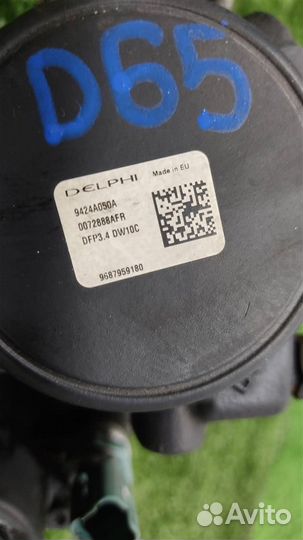 D65
DELPHI
Made in EU
9424A050A
0072888AFR
DFP3.4 DW10C
9687959180
Avito